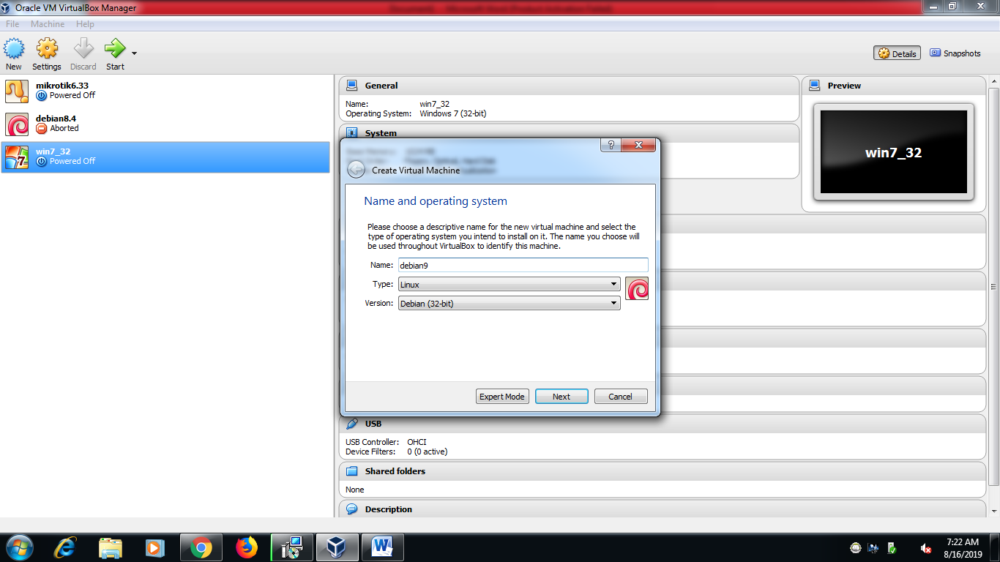 Oracle VM VirtualBox Manager
File Machine Help
New Settings Discard Start
Details Snapshots
mikrotik6.33
Powered Off
debian8.4
Aborted
win7_32
Powered Off
General
Name: win7_32
Operating System: Windows 7 (32-bit)
System
Preview
win7_32
? 
Create Virtual Machine
Name and operating system
Please choose a descriptive name for the new virtual machine and select the
type of operating system you intend to install on it. The name you choose will
be used throughout VirtualBox to identify this machine.
Name: debian9
Type: Linux
Version: Debian (32-bit)
Expert Mode Next Cancel
USB
USB Controller: OHCI
Device Filters: 0 (0 active)
Shared folders
None
Description
7:22 AM
8/16/2019